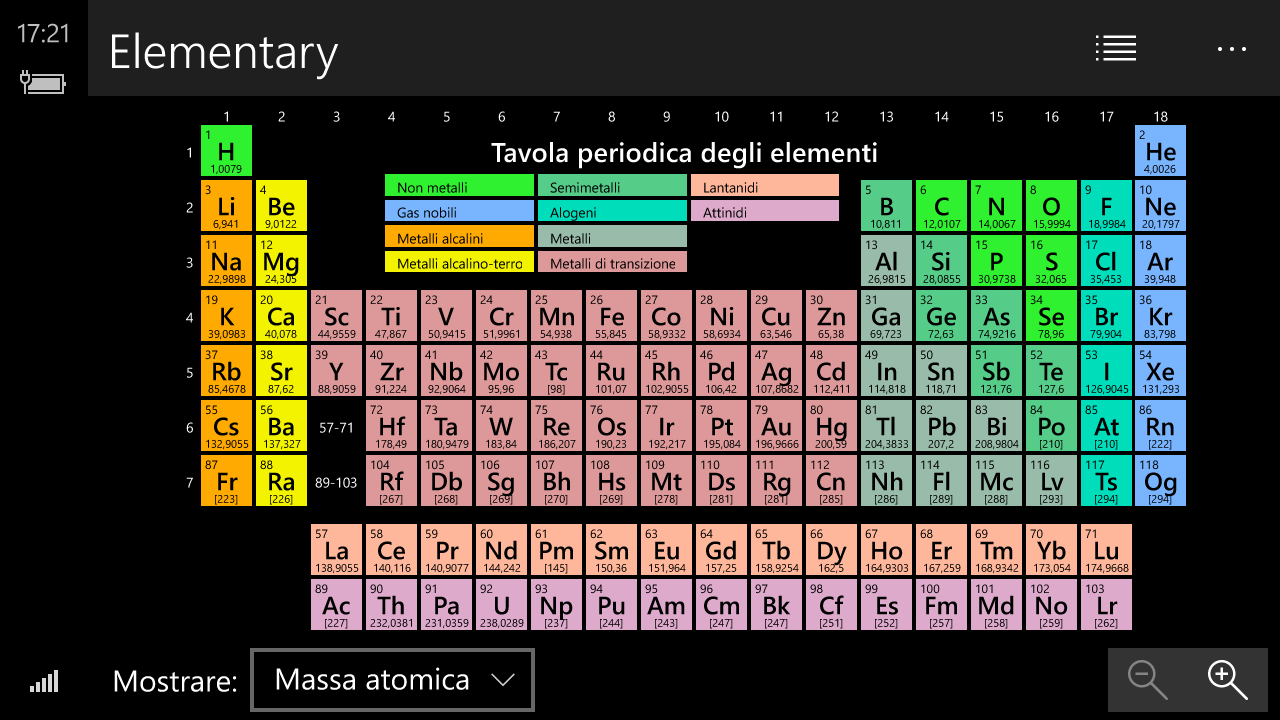 17:21
Elementary
1 2 3 4 5 6 7 8 9 10 11 12 13 14 15 16 17 18
Tavola periodica degli elementi
Non metalli Semimetalli Lantanidi
Gas nobili Alogeni Attinidi
Metalli alcalini Metalli
Metalli alcalino-terro Metalli di transizione
1
1 2
H He
1,0079 4,0026
2
3 4 5 6 7 8 9 10
Li Be B C N O F Ne
6,941 9,0122 10,811 12,0107 14,0067 15,9994 18,9984 20,1797
3
11 12 13 14 15 16 17 18
Na Mg Al Si P S Cl Ar
22,9898 24,305 26,9815 28,0855 30,9738 32,065 35,453 39,948
4
19 20 21 22 23 24 25 26 27 28 29 30 31 32 33 34 35 36
K Ca Sc Ti V Cr Mn Fe Co Ni Cu Zn Ga Ge As Se Br Kr
39,0983 40,078 44,9559 47,867 50,9415 51,9961 54,938 55,845 58,9332 58,6934 63,546 65,38 69,723 72,63 74,9216 78,96 79,904 83,798
5
37 38 39 40 41 42 43 44 45 46 47 48 49 50 51 52 53 54
Rb Sr Y Zr Nb Mo Tc Ru Rh Pd Ag Cd In Sn Sb Te I Xe
85,4678 87,62 88,9059 91,224 92,9064 95,96 [98] 101,07 102,9055 106,42 107,8682 112,411 114,818 118,71 121,76 127,6 126,9045 131,293
6
55 56 72 73 74 75 76 77 78 79 80 81 82 83 84 85 86
Cs Ba 57-71 Hf Ta W Re Os Ir Pt Au Hg Tl Pb Bi Po At Rn
132,9055 137,327 178,49 180,9479 183,84 186,207 190,23 192,217 195,084 196,9666 200,59 204,3833 207,2 208,9804 [210] [210] [222]
7
87 88 104 105 106 107 108 109 110 111 112 113 114 115 116 117 118
Fr Ra 89-103 Rf Db Sg Bh Hs Mt Ds Rg Cn Nh Fl Mc Lv Ts Og
[223] [226] [267] [268] [269] [270] [269] [278] [281] [281] [285] [286] [289] [288] [293] [294] [294]
57 58 59 60 61 62 63 64 65 66 67 68 69 70 71
La Ce Pr Nd Pm Sm Eu Gd Tb Dy Ho Er Tm Yb Lu
138,9055 140,116 140,9077 144,242 [145] 150,36 151,964 157,25 158,9254 162,5 164,9303 167,259 168,9342 173,054 174,9668
89 90 91 92 93 94 95 96 97 98 99 100 101 102 103
Ac Th Pa U Np Pu Am Cm Bk Cf Es Fm Md No Lr
[227] 232,0381 231,0359 238,0289 [237] [244] [243] [247] [247] [251] [252] [257] [258] [259] [262]
Mostrare: Massa atomica